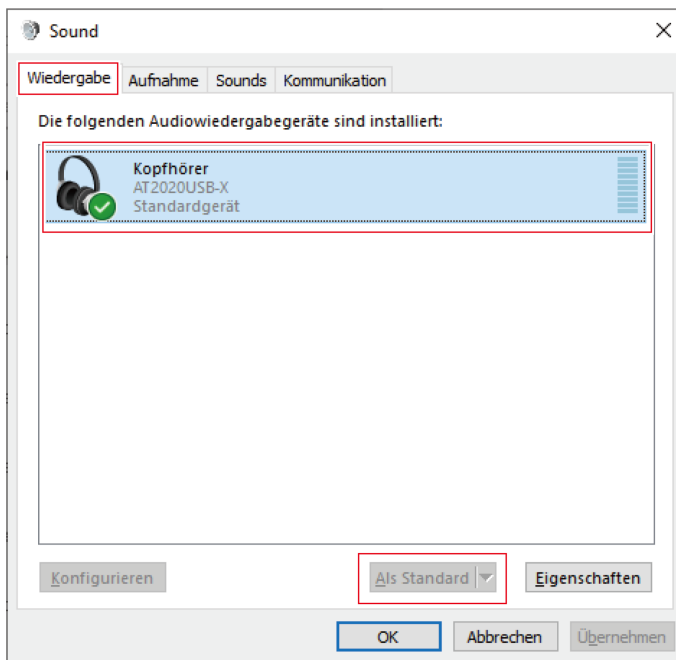 Sound
Wiedergabe Aufnahme Sounds Kommunikation
Die folgenden Audiowiedergabegeräte sind installiert:
Kopfhörer
AT2020USB-X
Standardgerät
Konfigurieren Als Standard Eigenschaften
OK Abbrechen Übernehmen